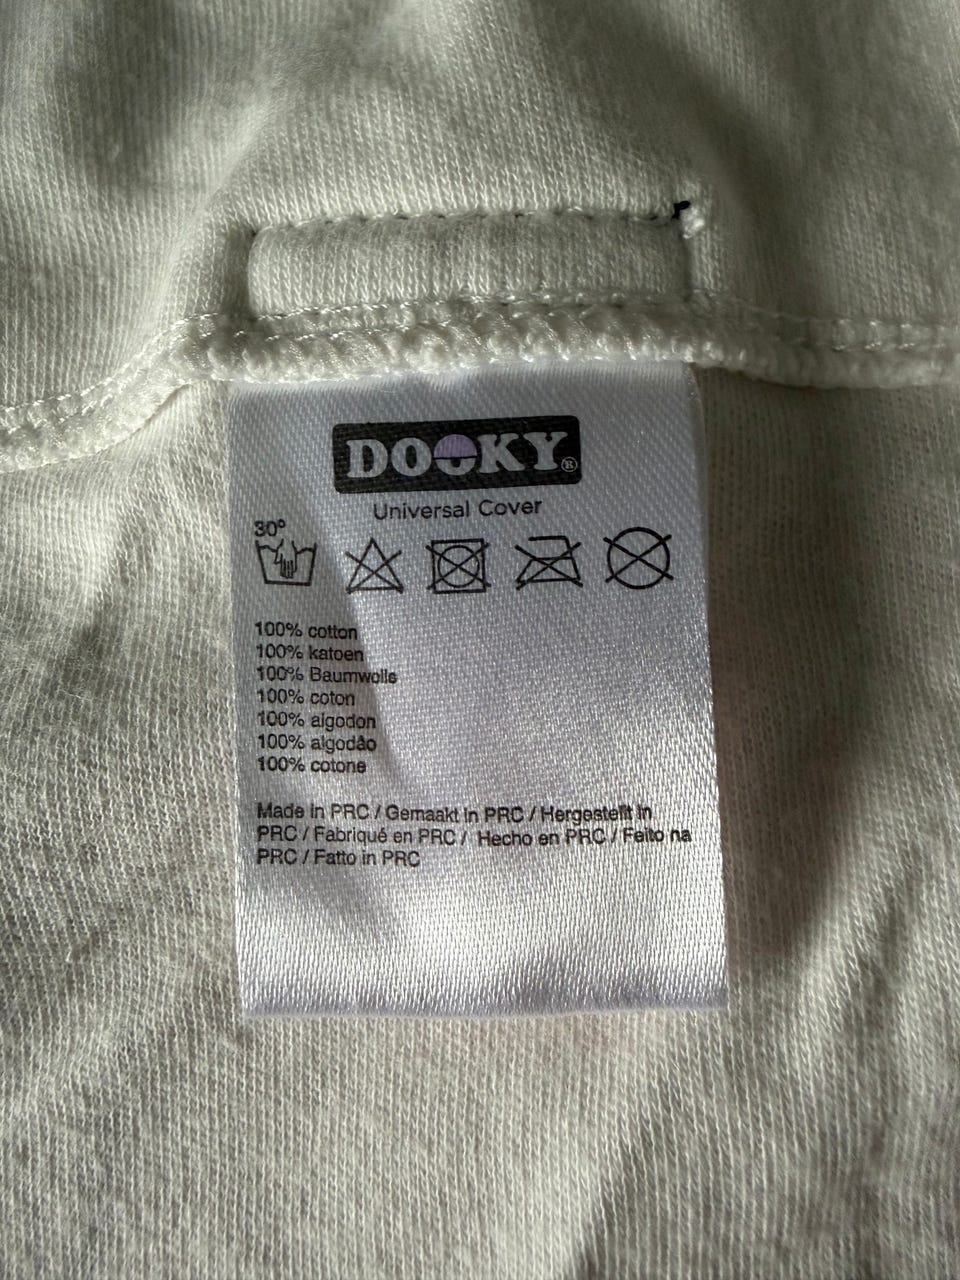 DOOKY®
Universal Cover
30°
100% cotton
100% katoen
100% Baumwolle
100% coton
100% algodon
100% algodão
100% cotone
Made in PRC / Gemaakt in PRC / Hergestellt in
PRC / Fabriqué en PRC / Hecho en PRC / Feito na
PRC / Fatto in PRC